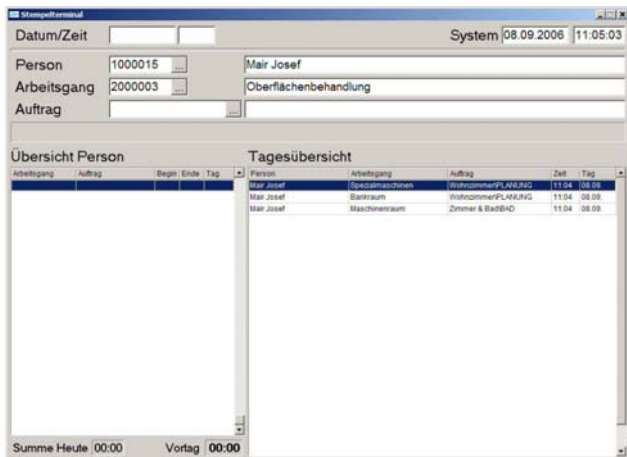 Stempelterminal
Datum/Zeit System 08.09.2006 11:05:03
Person 1000015 ... Mair Josef
Arbeitsgang 2000003 ... Oberflächenbehandlung
Auftrag ...
Übersicht Person
Arbeitsgang Auftrag Begin Ende Tag
Summe Heute 00:00 Vortag 00:00
Tagesübersicht
Person Arbeitsgang Auftrag Zeit Tag
Mair Josef Spezialmaschinen Wohnzimmer\PLANUNG 11:04 08.09.
Mair Josef Bankraum Wohnzimmer\PLANUNG 11:04 08.09.
Mair Josef Maschinenraum Zimmer & Bad\BAD 11:04 08.09.